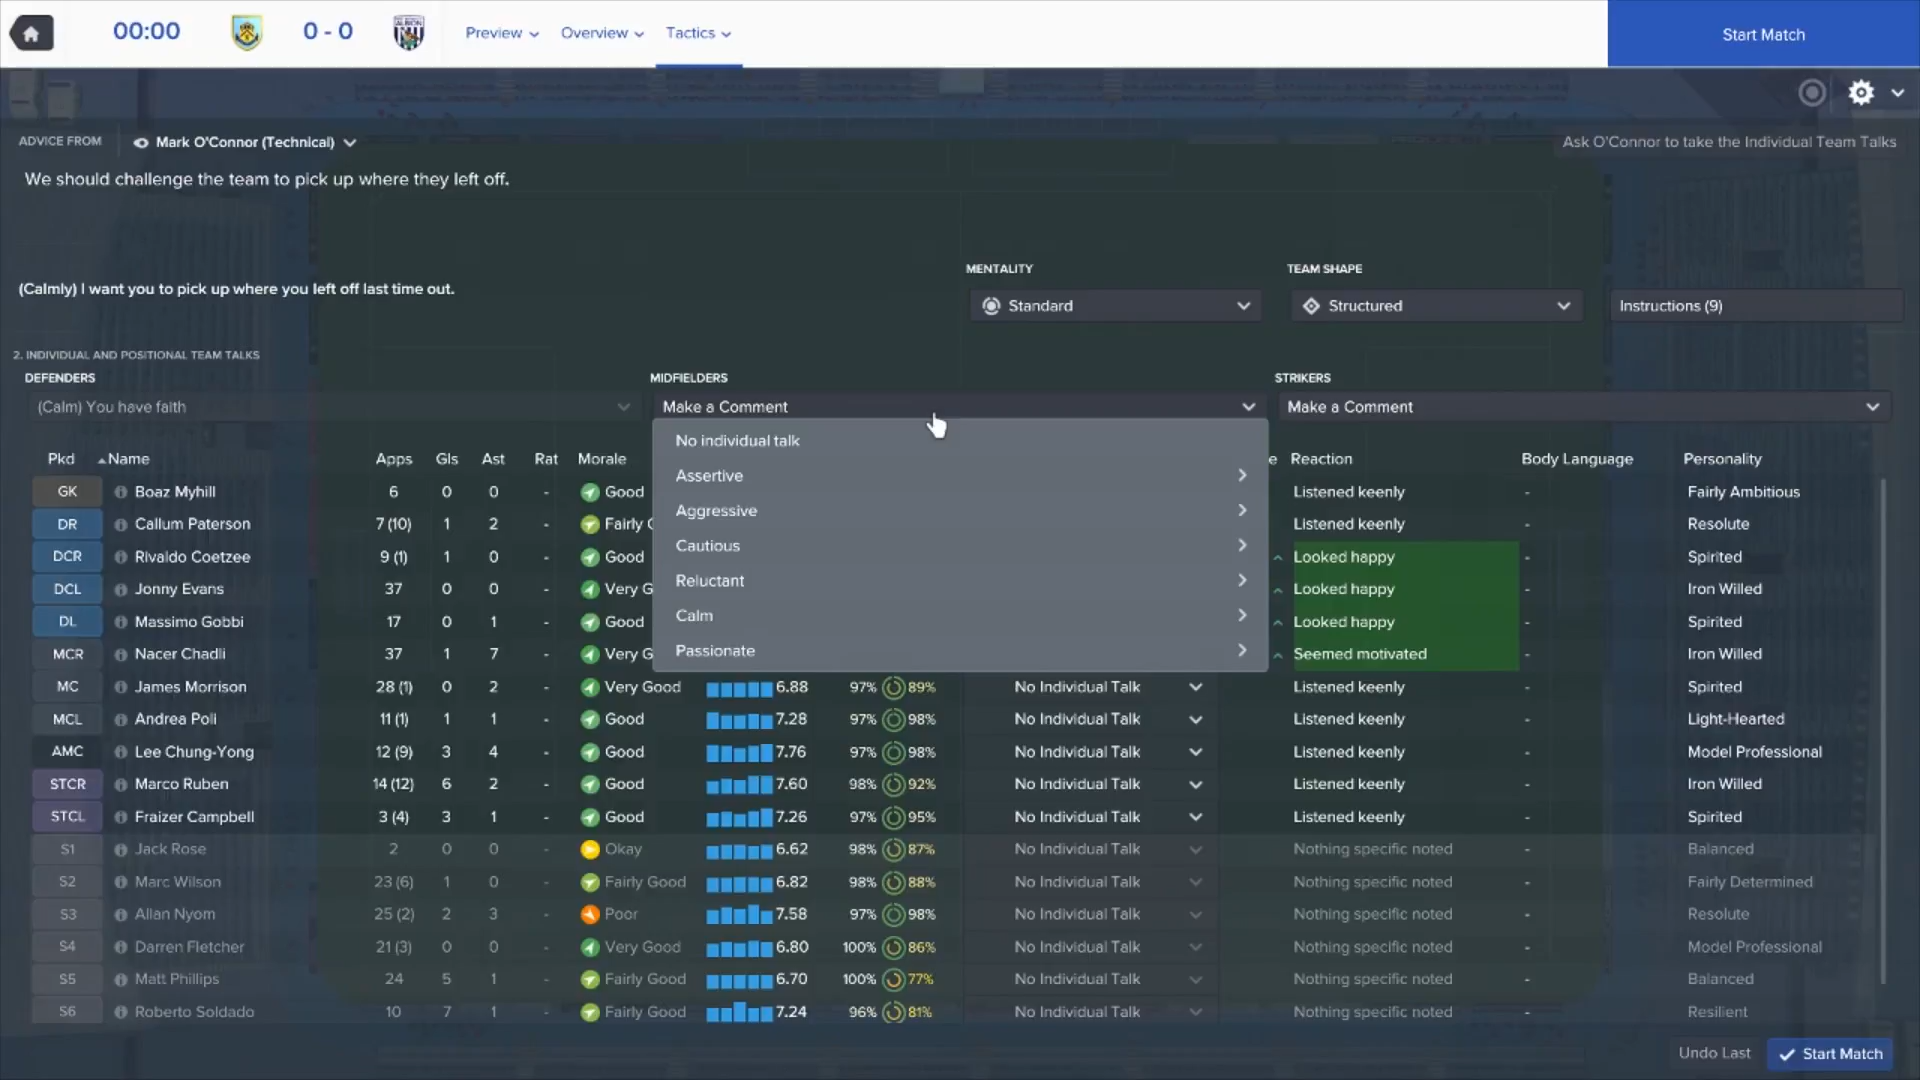 00:00
0 - 0
ALBION
Preview
Overview
Tactics
Start Match
ADVICE FROM
Mark O'Connor (Technical)
Ask O'Connor to take the Individual Team Talks
We should challenge the team to pick up where they left off.
(Calmly) I want you to pick up where you left off last time out.
MENTALITY
Standard
TEAM SHAPE
Structured
Instructions (9)
2. INDIVIDUAL AND POSITIONAL TEAM TALKS
DEFENDERS
(Calm) You have faith
MIDFIELDERS
Make a Comment
STRIKERS
Make a Comment
No individual talk
Assertive
Aggressive
Cautious
Reluctant
Calm
Passionate
Pkd Name Apps Gls Ast Rat Morale e Reaction Body Language Personality
GK Boaz Myhill 6 0 0 - Good Listened keenly - Fairly Ambitious
DR Callum Paterson 7 (10) 1 2 - Fairly G Listened keenly - Resolute
DCR Rivaldo Coetzee 9 (1) 1 0 - Good Looked happy - Spirited
DCL Jonny Evans 37 0 0 - Very G Looked happy - Iron Willed
DL Massimo Gobbi 17 0 1 - Good Looked happy - Spirited
MCR Nacer Chadli 37 1 7 - Very G Seemed motivated - Iron Willed
MC James Morrison 28 (1) 0 2 - Very Good 6.88 97% 89% No Individual Talk Listened keenly - Spirited
MCL Andrea Poli 11 (1) 1 1 - Good 7.28 97% 98% No Individual Talk Listened keenly - Light-Hearted
AMC Lee Chung-Yong 12 (9) 3 4 - Good 7.76 97% 98% No Individual Talk Listened keenly - Model Professional
STCR Marco Ruben 14 (12) 6 2 - Good 7.60 98% 92% No Individual Talk Listened keenly - Iron Willed
STCL Fraizer Campbell 3 (4) 3 1 - Good 7.26 97% 95% No Individual Talk Listened keenly - Spirited
S1 Jack Rose 2 0 0 - Okay 6.62 98% 87% No Individual Talk Nothing specific noted - Balanced
S2 Marc Wilson 23 (6) 1 0 - Fairly Good 6.82 98% 88% No Individual Talk Nothing specific noted - Fairly Determined
S3 Allan Nyom 25 (2) 2 3 - Poor 7.58 97% 98% No Individual Talk Nothing specific noted - Resolute
S4 Darren Fletcher 21 (3) 0 0 - Very Good 6.80 100% 86% No Individual Talk Nothing specific noted - Model Professional
S5 Matt Phillips 24 5 1 - Fairly Good 6.70 100% 77% No Individual Talk Nothing specific noted - Balanced
S6 Roberto Soldado 10 7 1 - Fairly Good 7.24 96% 81% No Individual Talk Nothing specific noted - Resilient
Undo Last
Start Match